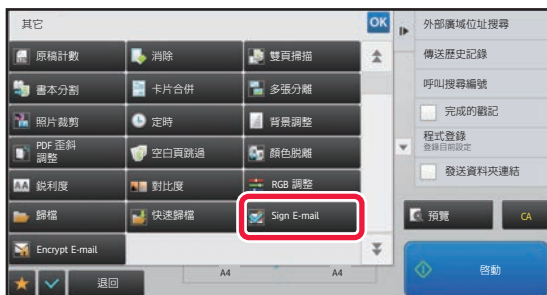 其它
OK
原稿計數
消除
雙頁掃描
書本分割
卡片合併
多張分離
照片裁剪
定時
背景調整
PDF 歪斜
調整
空白頁跳過
顏色脫離
AA 銳利度
對比度
RGB 調整
歸檔
快速歸檔
Sign E-mail
Encrypt E-mail
退回
A4
A4
外部廣域位址搜尋
傳送歷史記錄
呼叫搜尋編號
完成的戳記
程式登錄
登錄目前設定
發送資料夾連結
預覽
CA
啓動